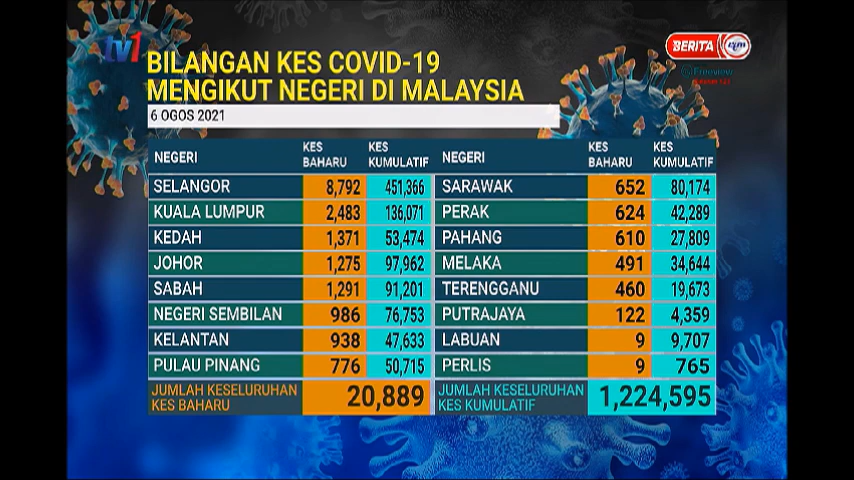 tv1
BERITA rtm
BILANGAN KES COVID-19
MENGIKUT NEGERI DI MALAYSIA
6 OGOS 2021
NEGERI KES BAHARU KES KUMULATIF NEGERI KES BAHARU KES KUMULATIF
SELANGOR 8,792 451,366 SARAWAK 652 80,174
KUALA LUMPUR 2,483 136,071 PERAK 624 42,289
KEDAH 1,371 53,474 PAHANG 610 27,809
JOHOR 1,275 97,962 MELAKA 491 34,644
SABAH 1,291 91,201 TERENGGANU 460 19,673
NEGERI SEMBILAN 986 76,753 PUTRAJAYA 122 4,359
KELANTAN 938 47,633 LABUAN 9 9,707
PULAU PINANG 776 50,715 PERLIS 9 765
JUMLAH KESELURUHAN KES BAHARU 20,889 JUMLAH KESELURUHAN KES KUMULATIF 1,224,595